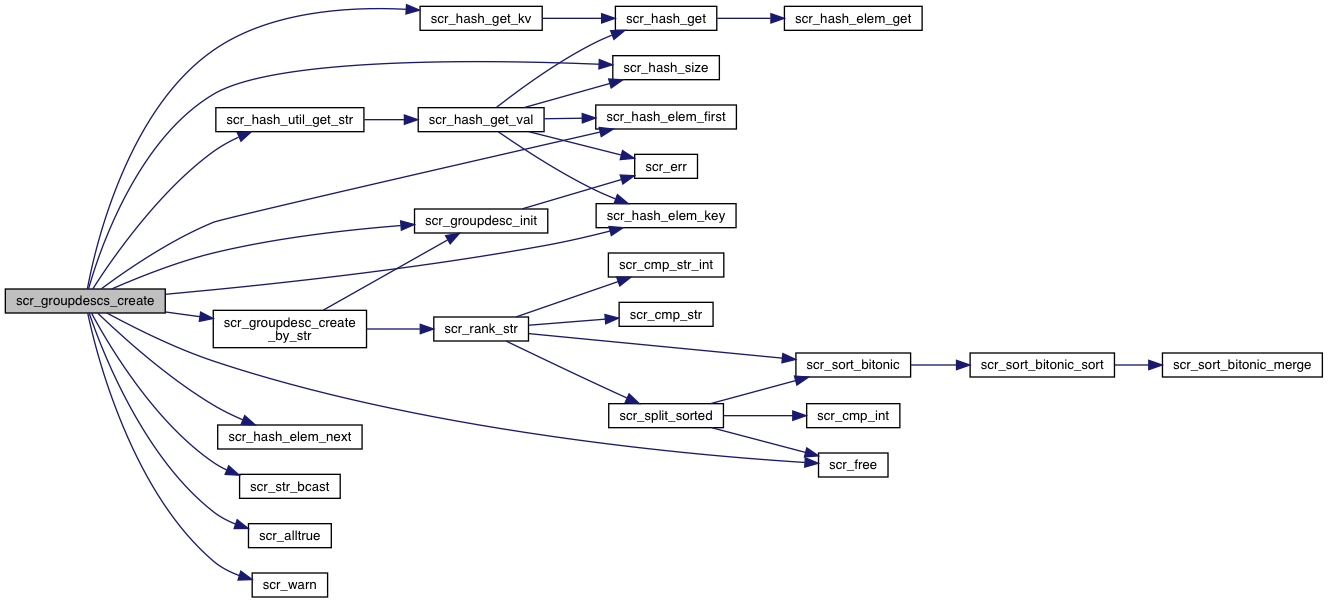 scr_hash_get_kv
scr_hash_get
scr_hash_elem_get
scr_hash_size
scr_hash_util_get_str
scr_hash_get_val
scr_hash_elem_first
scr_err
scr_groupdesc_init
scr_hash_elem_key
scr_cmp_str_int
scr_groupdescs_create
scr_groupdesc_create
_by_str
scr_rank_str
scr_cmp_str
scr_sort_bitonic
scr_sort_bitonic_sort
scr_sort_bitonic_merge
scr_split_sorted
scr_cmp_int
scr_hash_elem_next
scr_free
scr_str_bcast
scr_alltrue
scr_warn